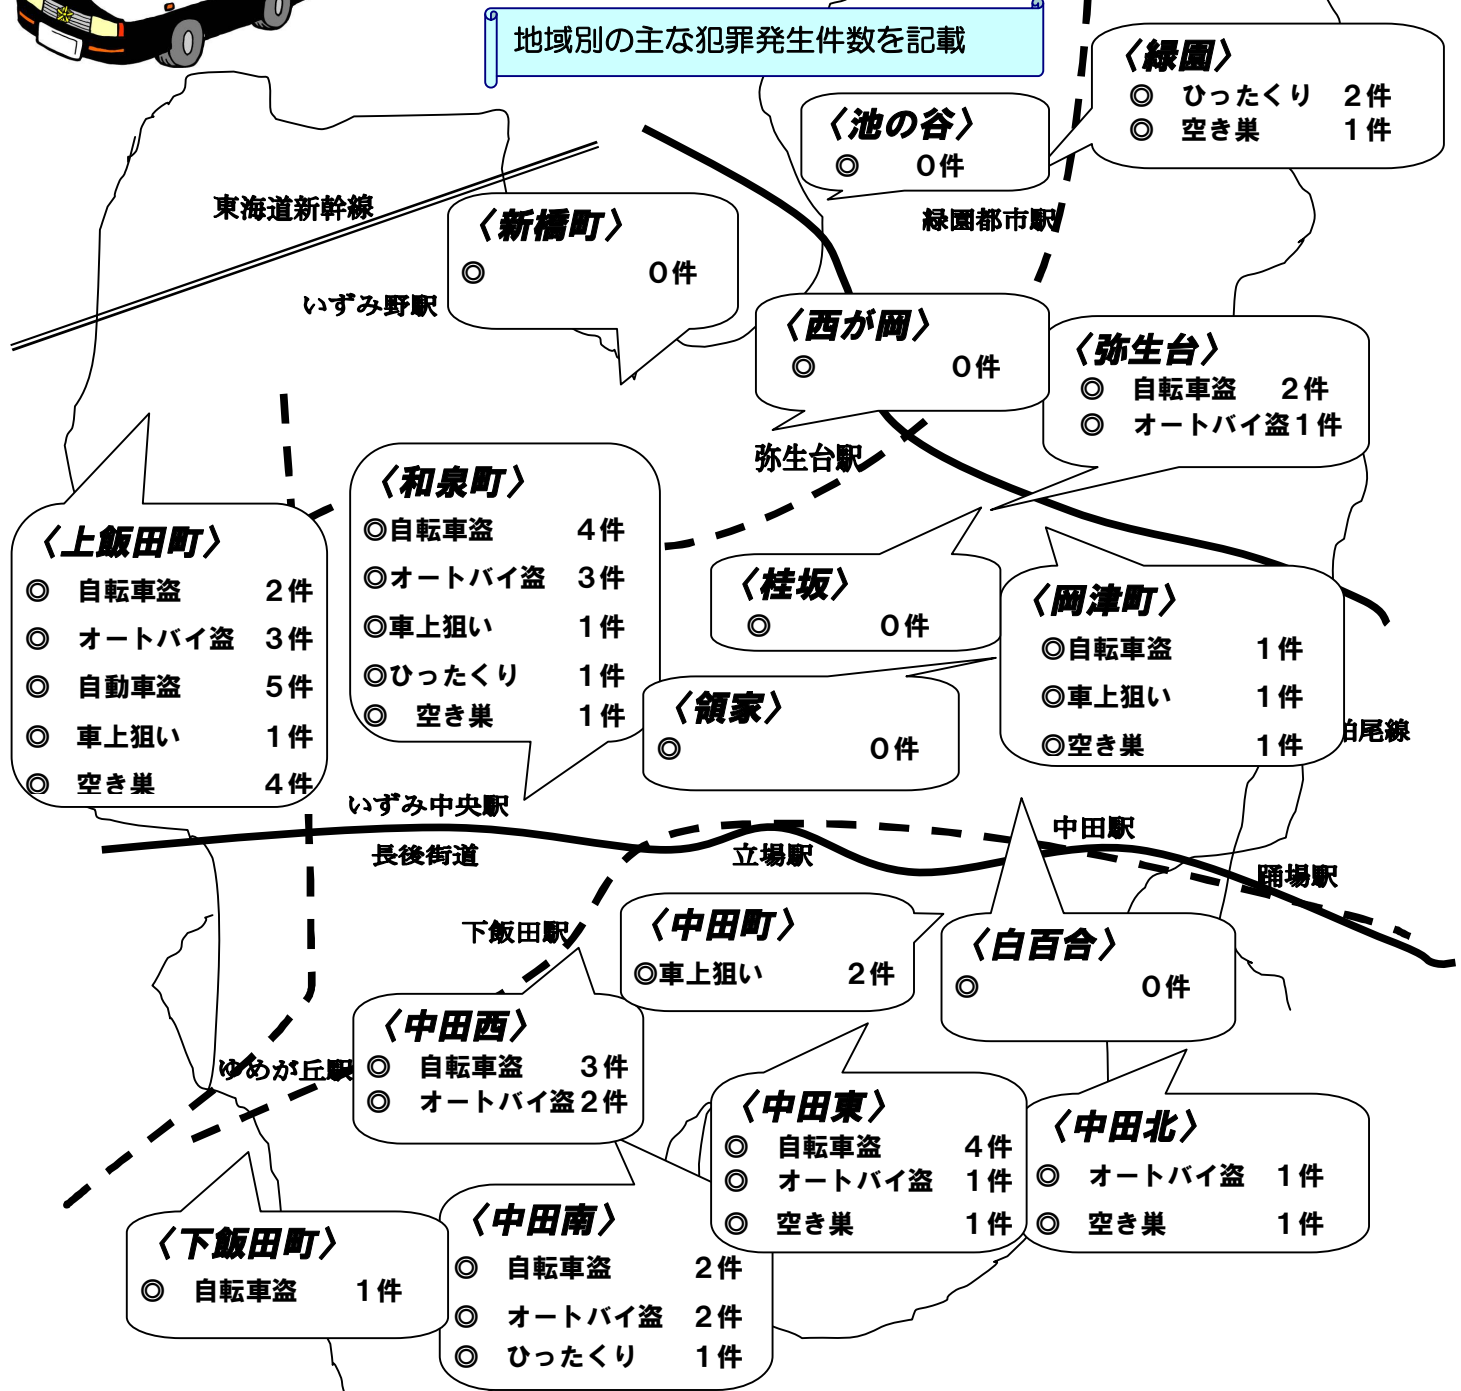 地域別の主な犯罪発生件数を記載
〈緑園〉
◎ ひったくり 2件
◎ 空き巣 1件
〈池の谷〉
◎ 0件
東海道新幹線
緑園都市駅
〈新橋町〉
◎ 0件
いずみ野駅
〈西が岡〉
◎ 0件
〈弥生台〉
◎ 自転車盗 2件
◎ オートバイ盗1件
弥生台駅
〈和泉町〉
◎自転車盗 4件
◎オートバイ盗 3件
◎車上狙い 1件
◎ひったくり 1件
◎ 空き巣 1件
〈上飯田町〉
◎ 自転車盗 2件
◎ オートバイ盗 3件
◎ 自動車盗 5件
◎ 車上狙い 1件
◎ 空き巣 4件
〈桂坂〉
◎ 0件
〈岡津町〉
◎自転車盗 1件
◎車上狙い 1件
◎空き巣 1件
〈領家〉
◎ 0件
尾線
いずみ中央駅
長後街道
立場駅
中田駅
踊場駅
下飯田駅
〈中田町〉
◎車上狙い 2件
〈白百合〉
◎ 0件
〈中田西〉
◎ 自転車盗 3件
◎ オートバイ盗2件
ゆめが丘駅
〈中田東〉
◎ 自転車盗 4件
◎ オートバイ盗 1件
◎ 空き巣 1件
〈中田北〉
◎ オートバイ盗 1件
◎ 空き巣 1件
〈下飯田町〉
◎ 自転車盗 1件
〈中田南〉
◎ 自転車盗 2件
◎ オートバイ盗 2件
◎ ひったくり 1件